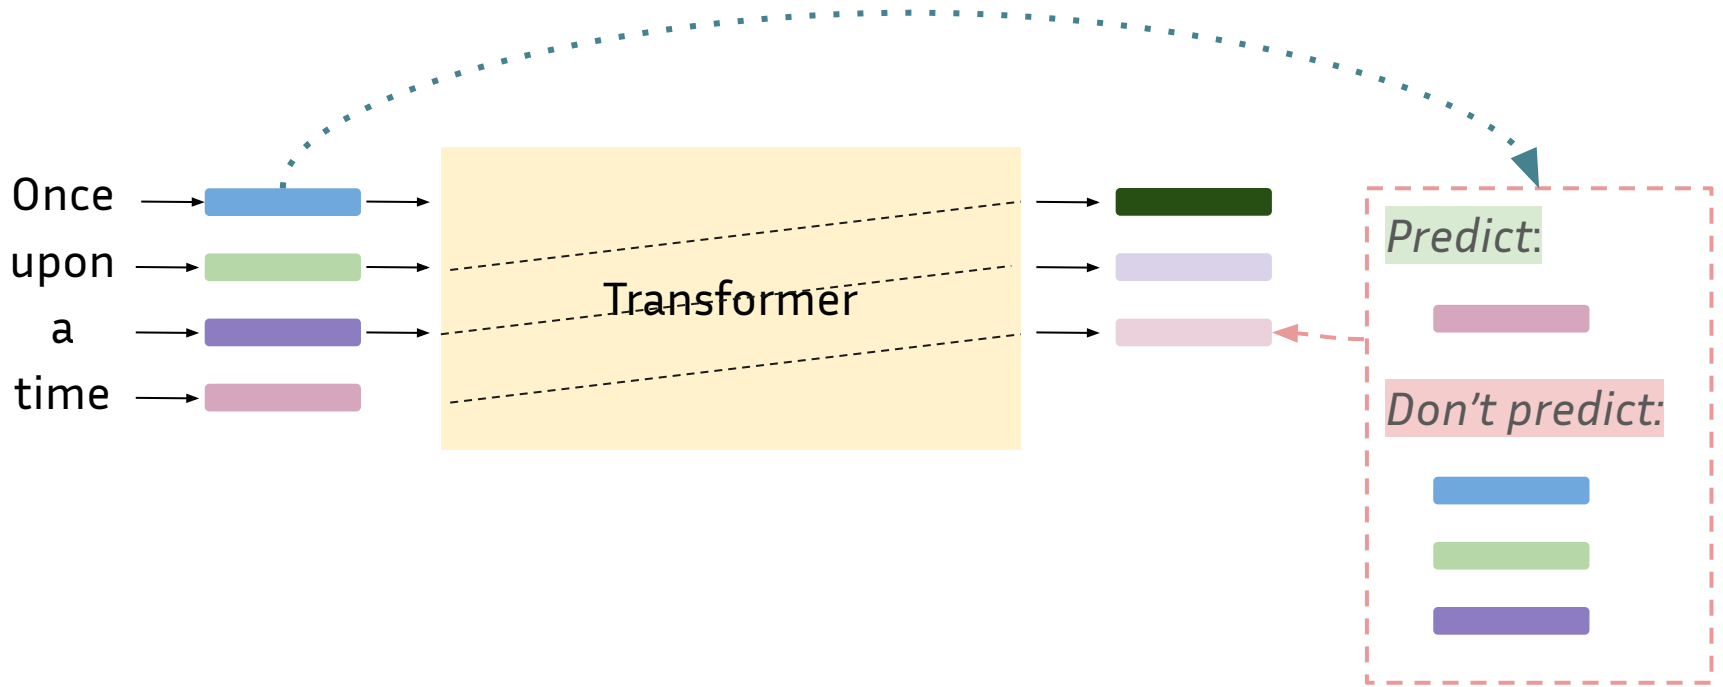 Once
upon
a
time
Transformer
Predict:
Don't predict: